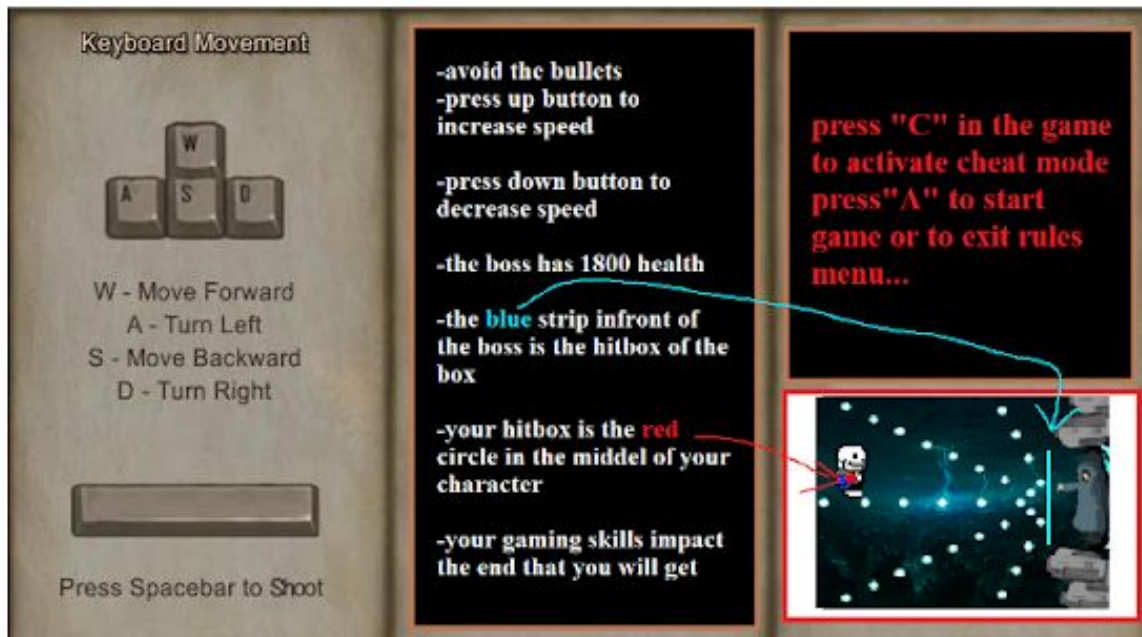 Keyboard Movement
W
A S D
W - Move Forward
A - Turn Left
S - Move Backward
D - Turn Right
Press Spacebar to Shoot
-avoid the bullets
-press up button to
increase speed
-press down button to
decrease speed
-the boss has 1800 health
-the blue strip infront of
the boss is the hitbox of the
box
-your hitbox is the red
circle in the middel of your
character
-your gaming skills impact
the end that you will get
press "C" in the game
to activate cheat mode
press"A" to start
game or to exit rules
menu...